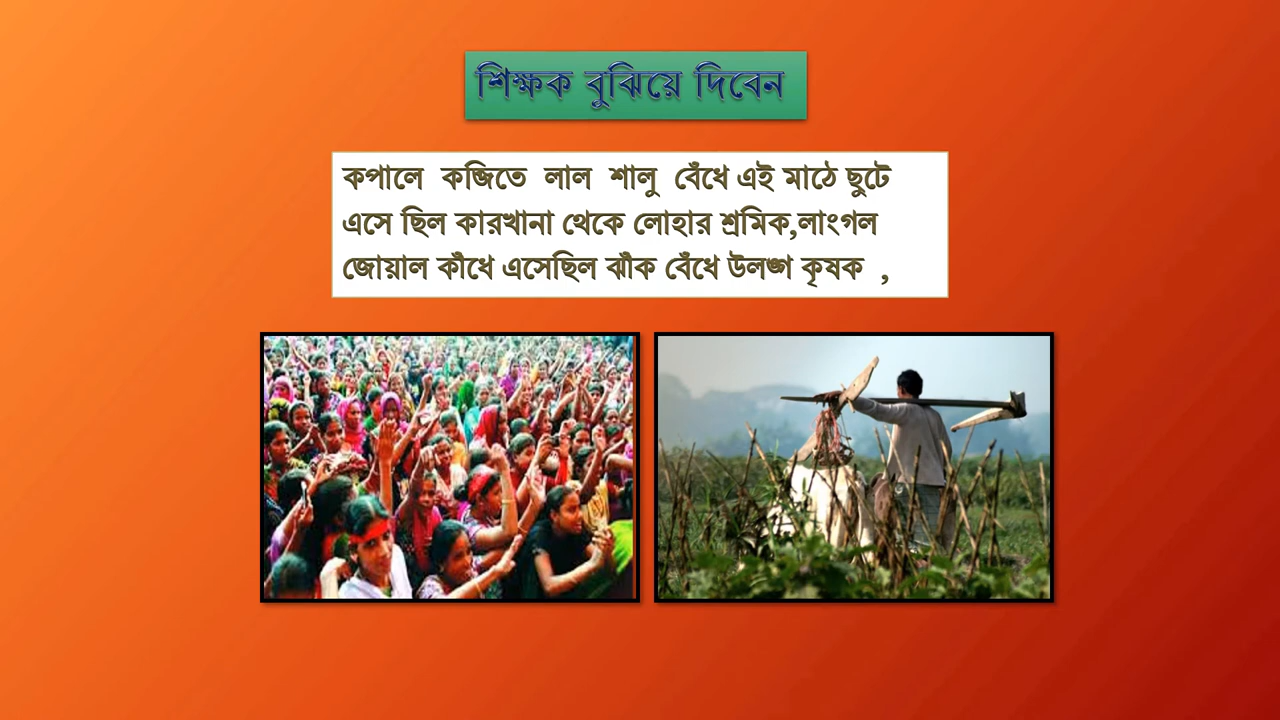 শিক্ষক বুঝিয়ে দিবেন
কপালে কব্জিতে লাল শালু বেঁধে এই মাঠে ছুটে
এসে ছিল কারখানা থেকে লোহার শ্রমিক,লাংগল
জোয়াল কাঁধে এসেছিল ঝাঁক বেঁধে উলঙ্গ কৃষক ,